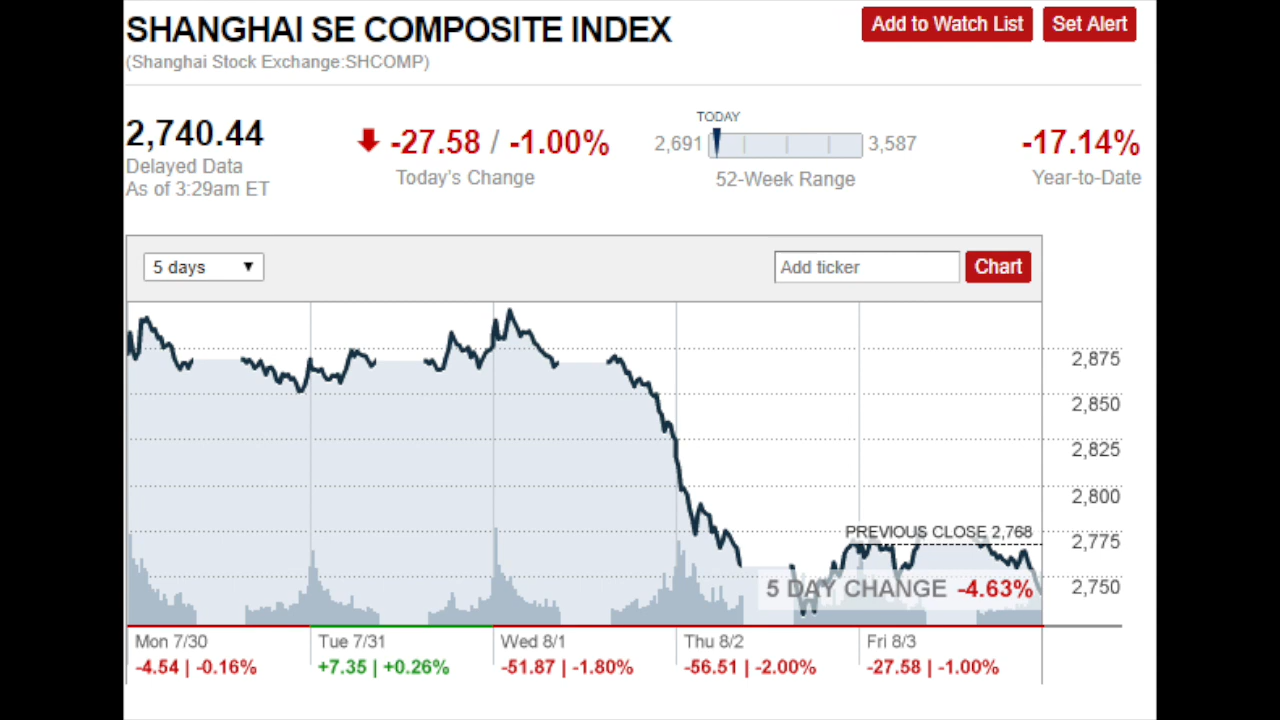 SHANGHAI SE COMPOSITE INDEX
Add to Watch List
Set Alert
(Shanghai Stock Exchange:SHCOMP)
TODAY
2,740.44
-27.58 / -1.00%
2,691
3,587
-17.14%
Delayed Data
Today's Change
52-Week Range
Year-to-Date
As of 3:29am ET
5 days
Add ticker
Chart
2,875
2,850
2,825
2,800
PREVIOUS CLOSE 2,768
2,775
5 DAY CHANGE -4.63%
2,750
Mon 7/30
Tue 7/31
Wed 8/1
Thu 8/2
Fri 8/3
-4.54 | -0.16%
+7.35 | +0.26%
-51.87 | -1.80%
-56.51 | -2.00%
-27.58 | -1.00%